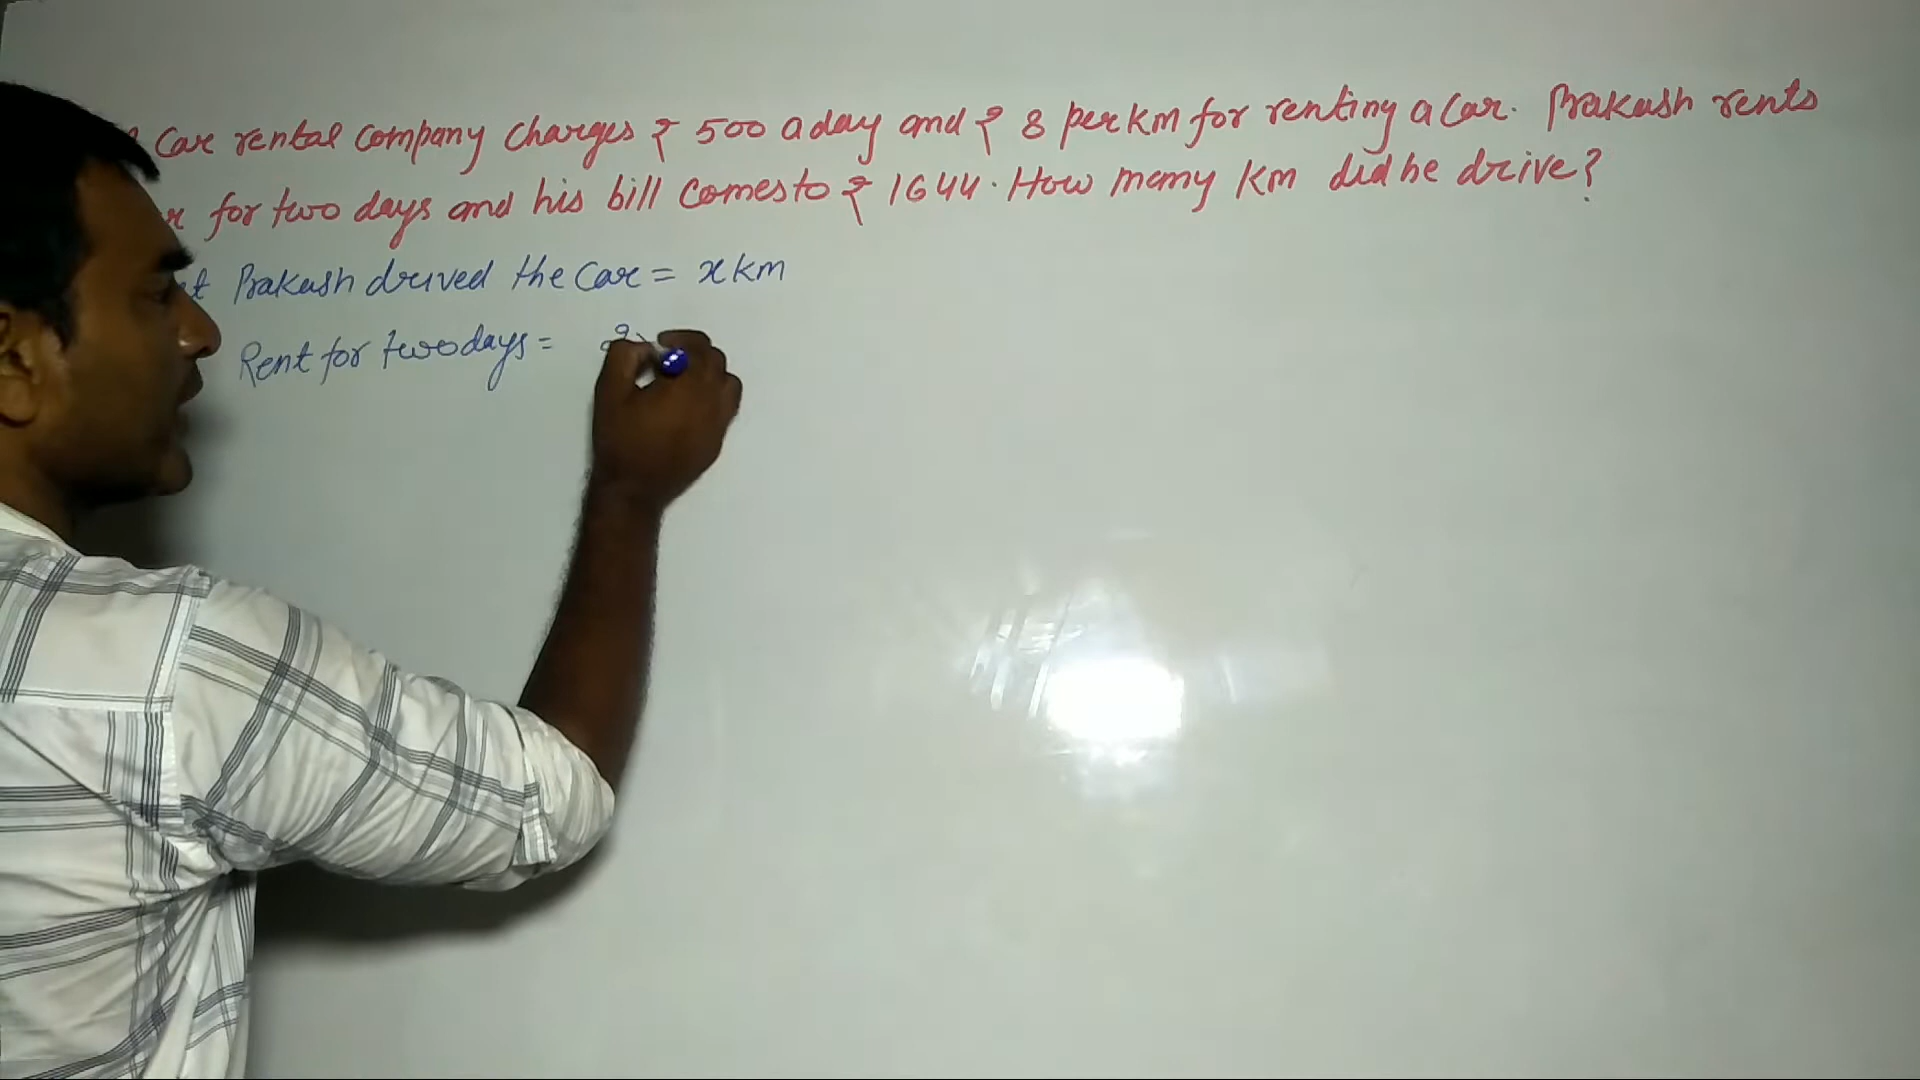 Car rental company charges ₹ 500 a day and ₹ 8 per km for renting a car. Prakash rents
for two days and his bill comes to ₹ 1644. How many km did he drive?
Prakash drived the car = x km
Rent for two days = 2